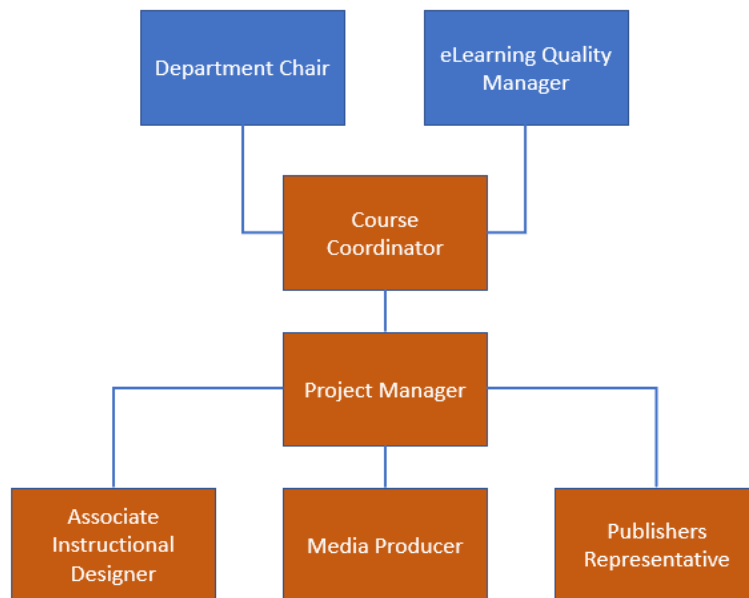 Department Chair
eLearning Quality
Manager
Course
Coordinator
Project Manager
Associate
Instructional
Designer
Media Producer
Publishers
Representative